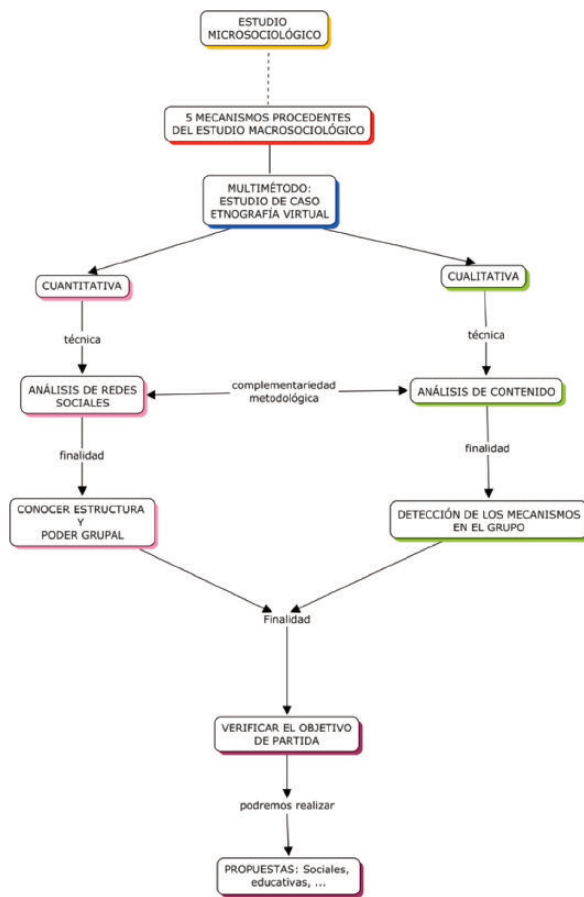 ESTUDIO
MICROSOCIOLÓGICO
5 MECANISMOS PROCEDENTES
DEL ESTUDIO MACROSOCIOLÓGICO
MULTIMÉTODO:
ESTUDIO DE CASO
ETNOGRAFÍA VIRTUAL
CUANTITATIVA
CUALITATIVA
técnica
técnica
ANÁLISIS DE REDES
SOCIALES
complementariedad
metodológica
ANÁLISIS DE CONTENIDO
finalidad
finalidad
CONOCER ESTRUCTURA
Y
PODER GRUPAL
DETECCIÓN DE LOS MECANISMOS
EN EL GRUPO
Finalidad
VERIFICAR EL OBJETIVO
DE PARTIDA
podremos realizar
PROPUESTAS: Sociales,
educativas, ...